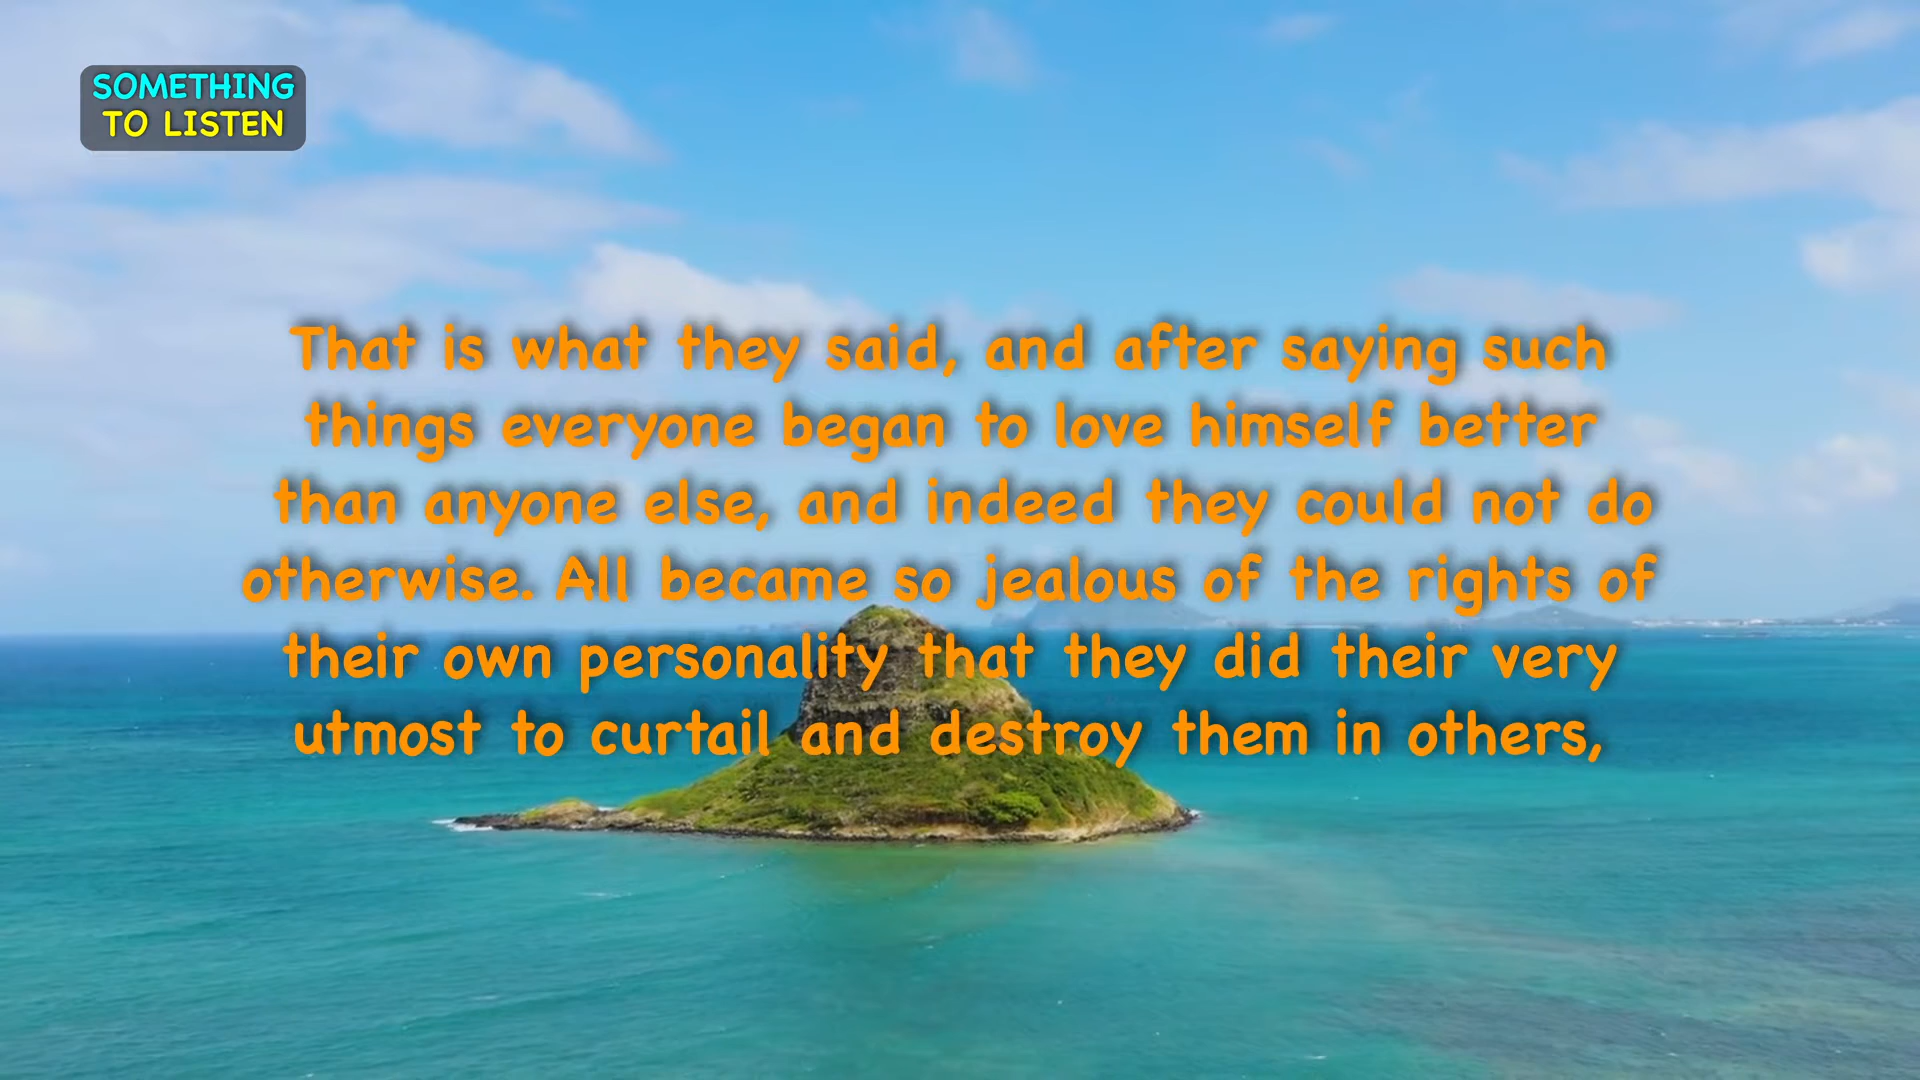 SOMETHING
TO LISTEN
That is what they said, and after saying such
things everyone began to love himself better
than anyone else, and indeed they could not do
otherwise. All became so jealous of the rights of
their own personality that they did their very
utmost to curtail and destroy them in others,